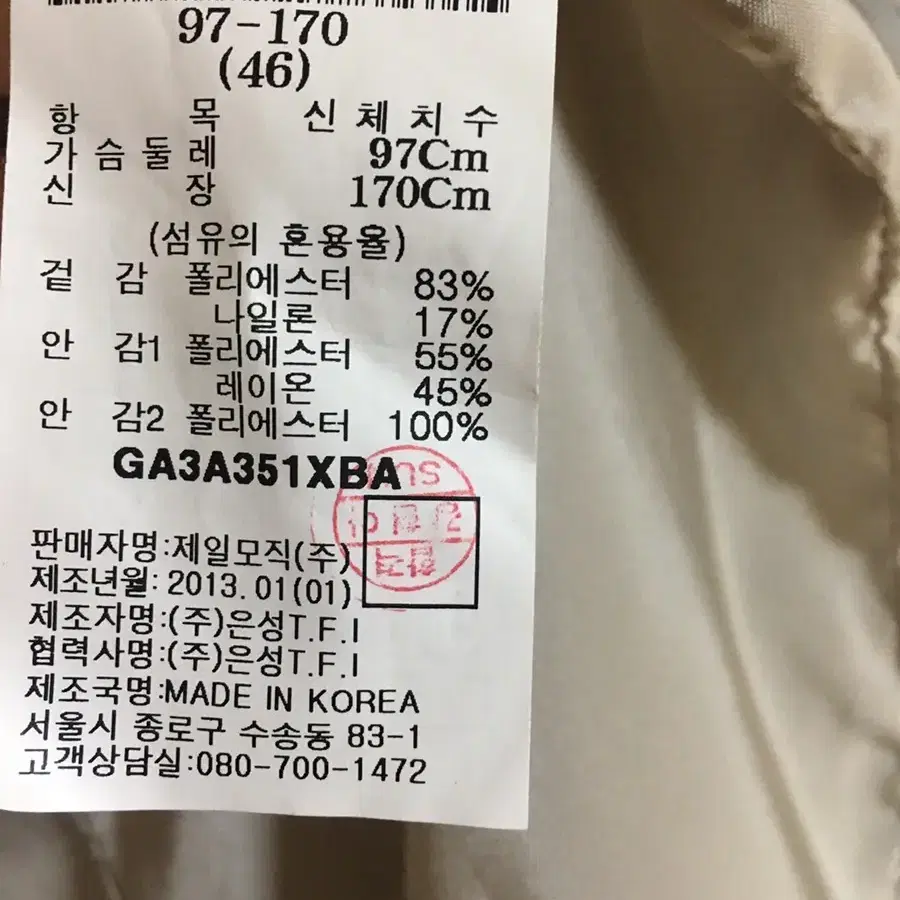 97-170
(46)
항 목 신체치수
가슴둘레 97Cm
신 장 170Cm
(섬유의 혼용율)
겉 감 폴리에스터 83%
나일론 17%
안 감1 폴리에스터 55%
레이온 45%
안 감2 폴리에스터 100%
GA3A351XBA
판매자명:제일모직(주)
제조년월: 2013.01(01)
제조자명:(주)은성T.F.I
협력사명:(주)은성T.F.I
제조국명:MADE IN KOREA
서울시 종로구 수송동 83-1
고객상담실:080-700-1472
합격